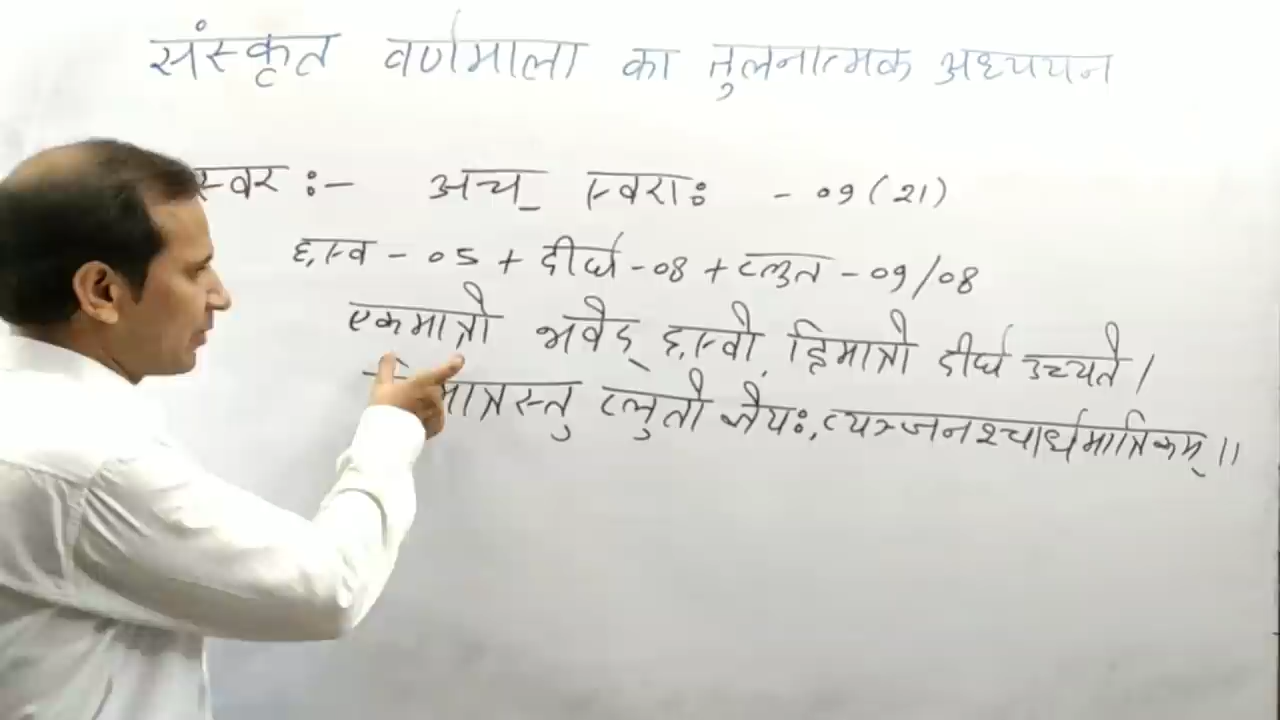 संस्कृत वर्णमाला का तुलनात्मक अध्ययन
स्वर :- अच् स्वराः - 09 (21)
ह्रस्व - 05 + दीर्घ - 08 + प्लुत - 09/08
एकमात्रो भवेद् ह्रस्वो, द्विमात्रो दीर्घ उच्यते ।
मात्रस्तु प्लुतो ज्ञेयः, व्यञ्जनश्चार्धमात्रिकम् ॥